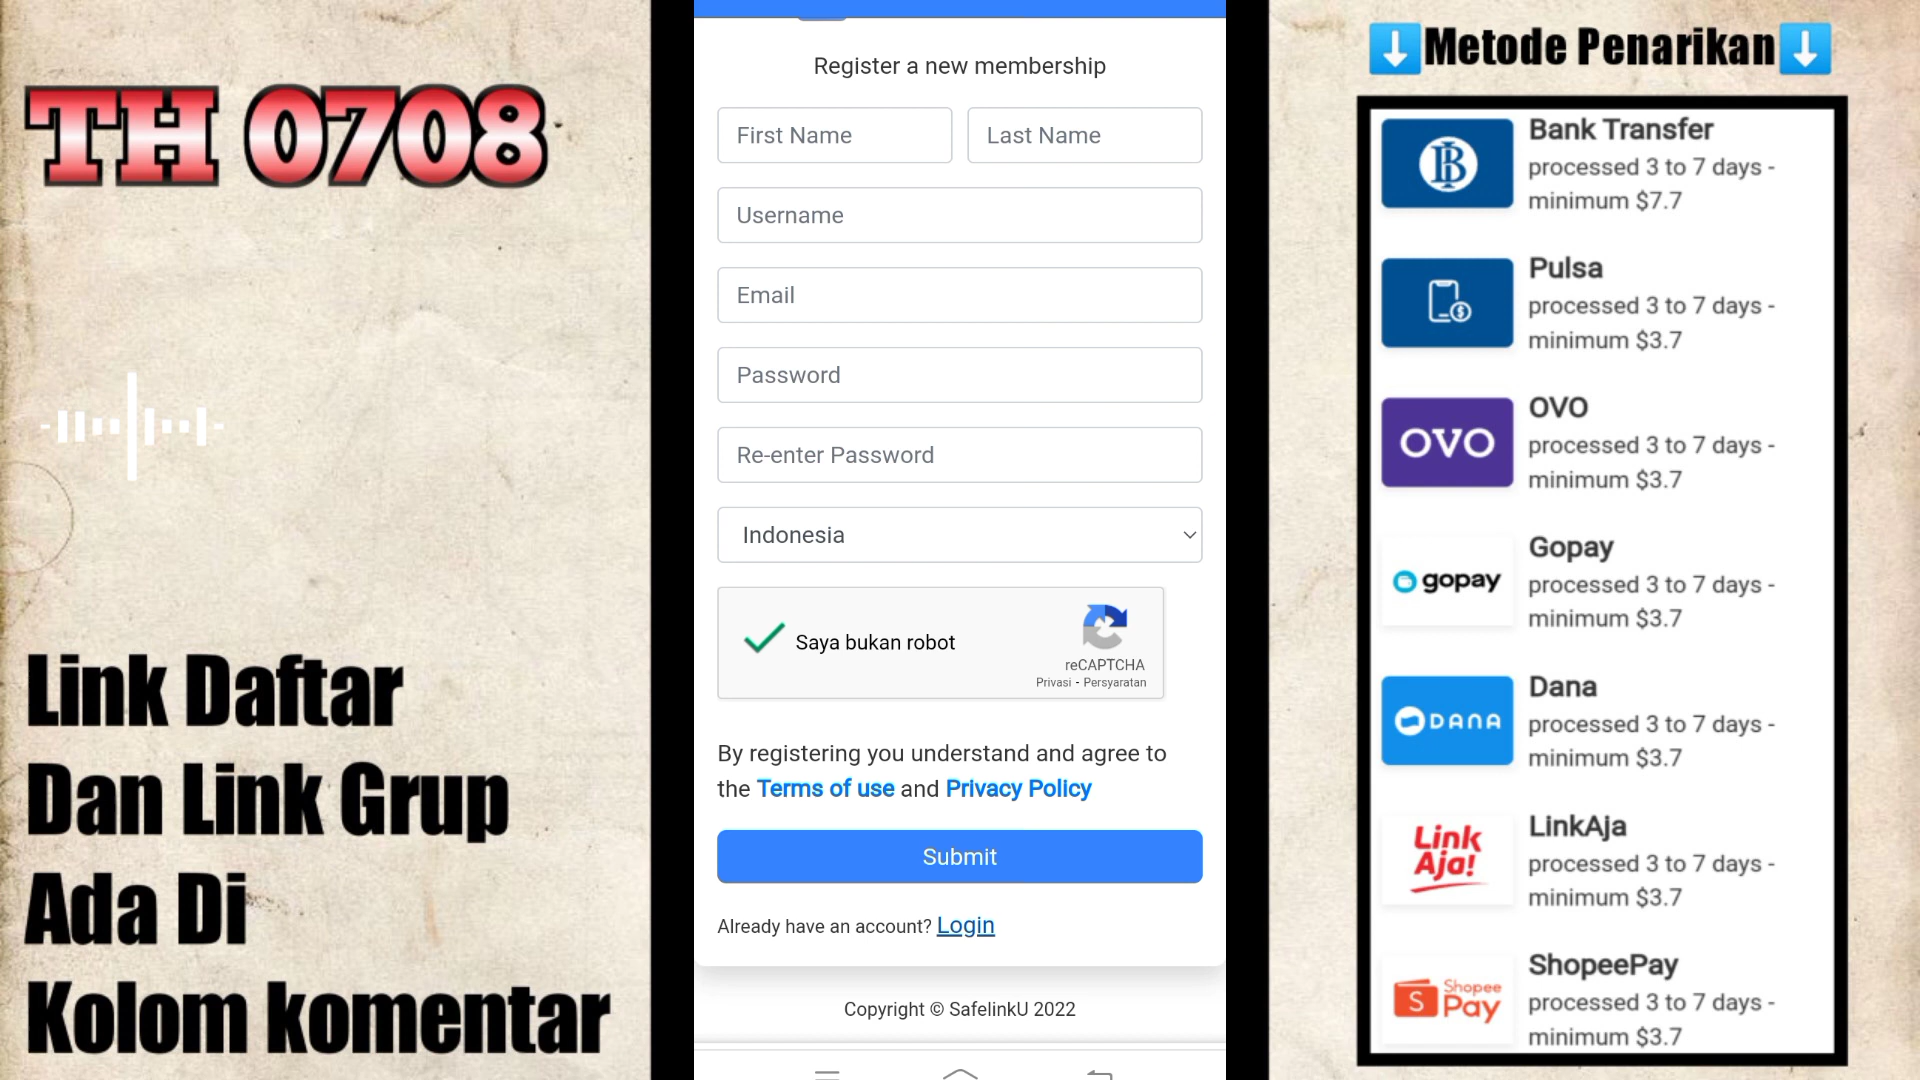 TH 0708
Link Daftar
Dan Link Grup
Ada Di
Kolom komentar
Register a new membership
First Name
Last Name
Username
Email
Password
Re-enter Password
Indonesia
Saya bukan robot
reCAPTCHA
Privasi - Persyaratan
By registering you understand and agree to
the Terms of use and Privacy Policy
Submit
Already have an account? Login
Copyright © SafelinkU 2022
Metode Penarikan
Bank Transfer
processed 3 to 7 days -
minimum $7.7
Pulsa
processed 3 to 7 days -
minimum $3.7
OVO
OVO
processed 3 to 7 days -
minimum $3.7
gopay
Gopay
processed 3 to 7 days -
minimum $3.7
DANA
Dana
processed 3 to 7 days -
minimum $3.7
Link
Aja!
LinkAja
processed 3 to 7 days -
minimum $3.7
S Shopee
Pay
ShopeePay
processed 3 to 7 days -
minimum $3.7